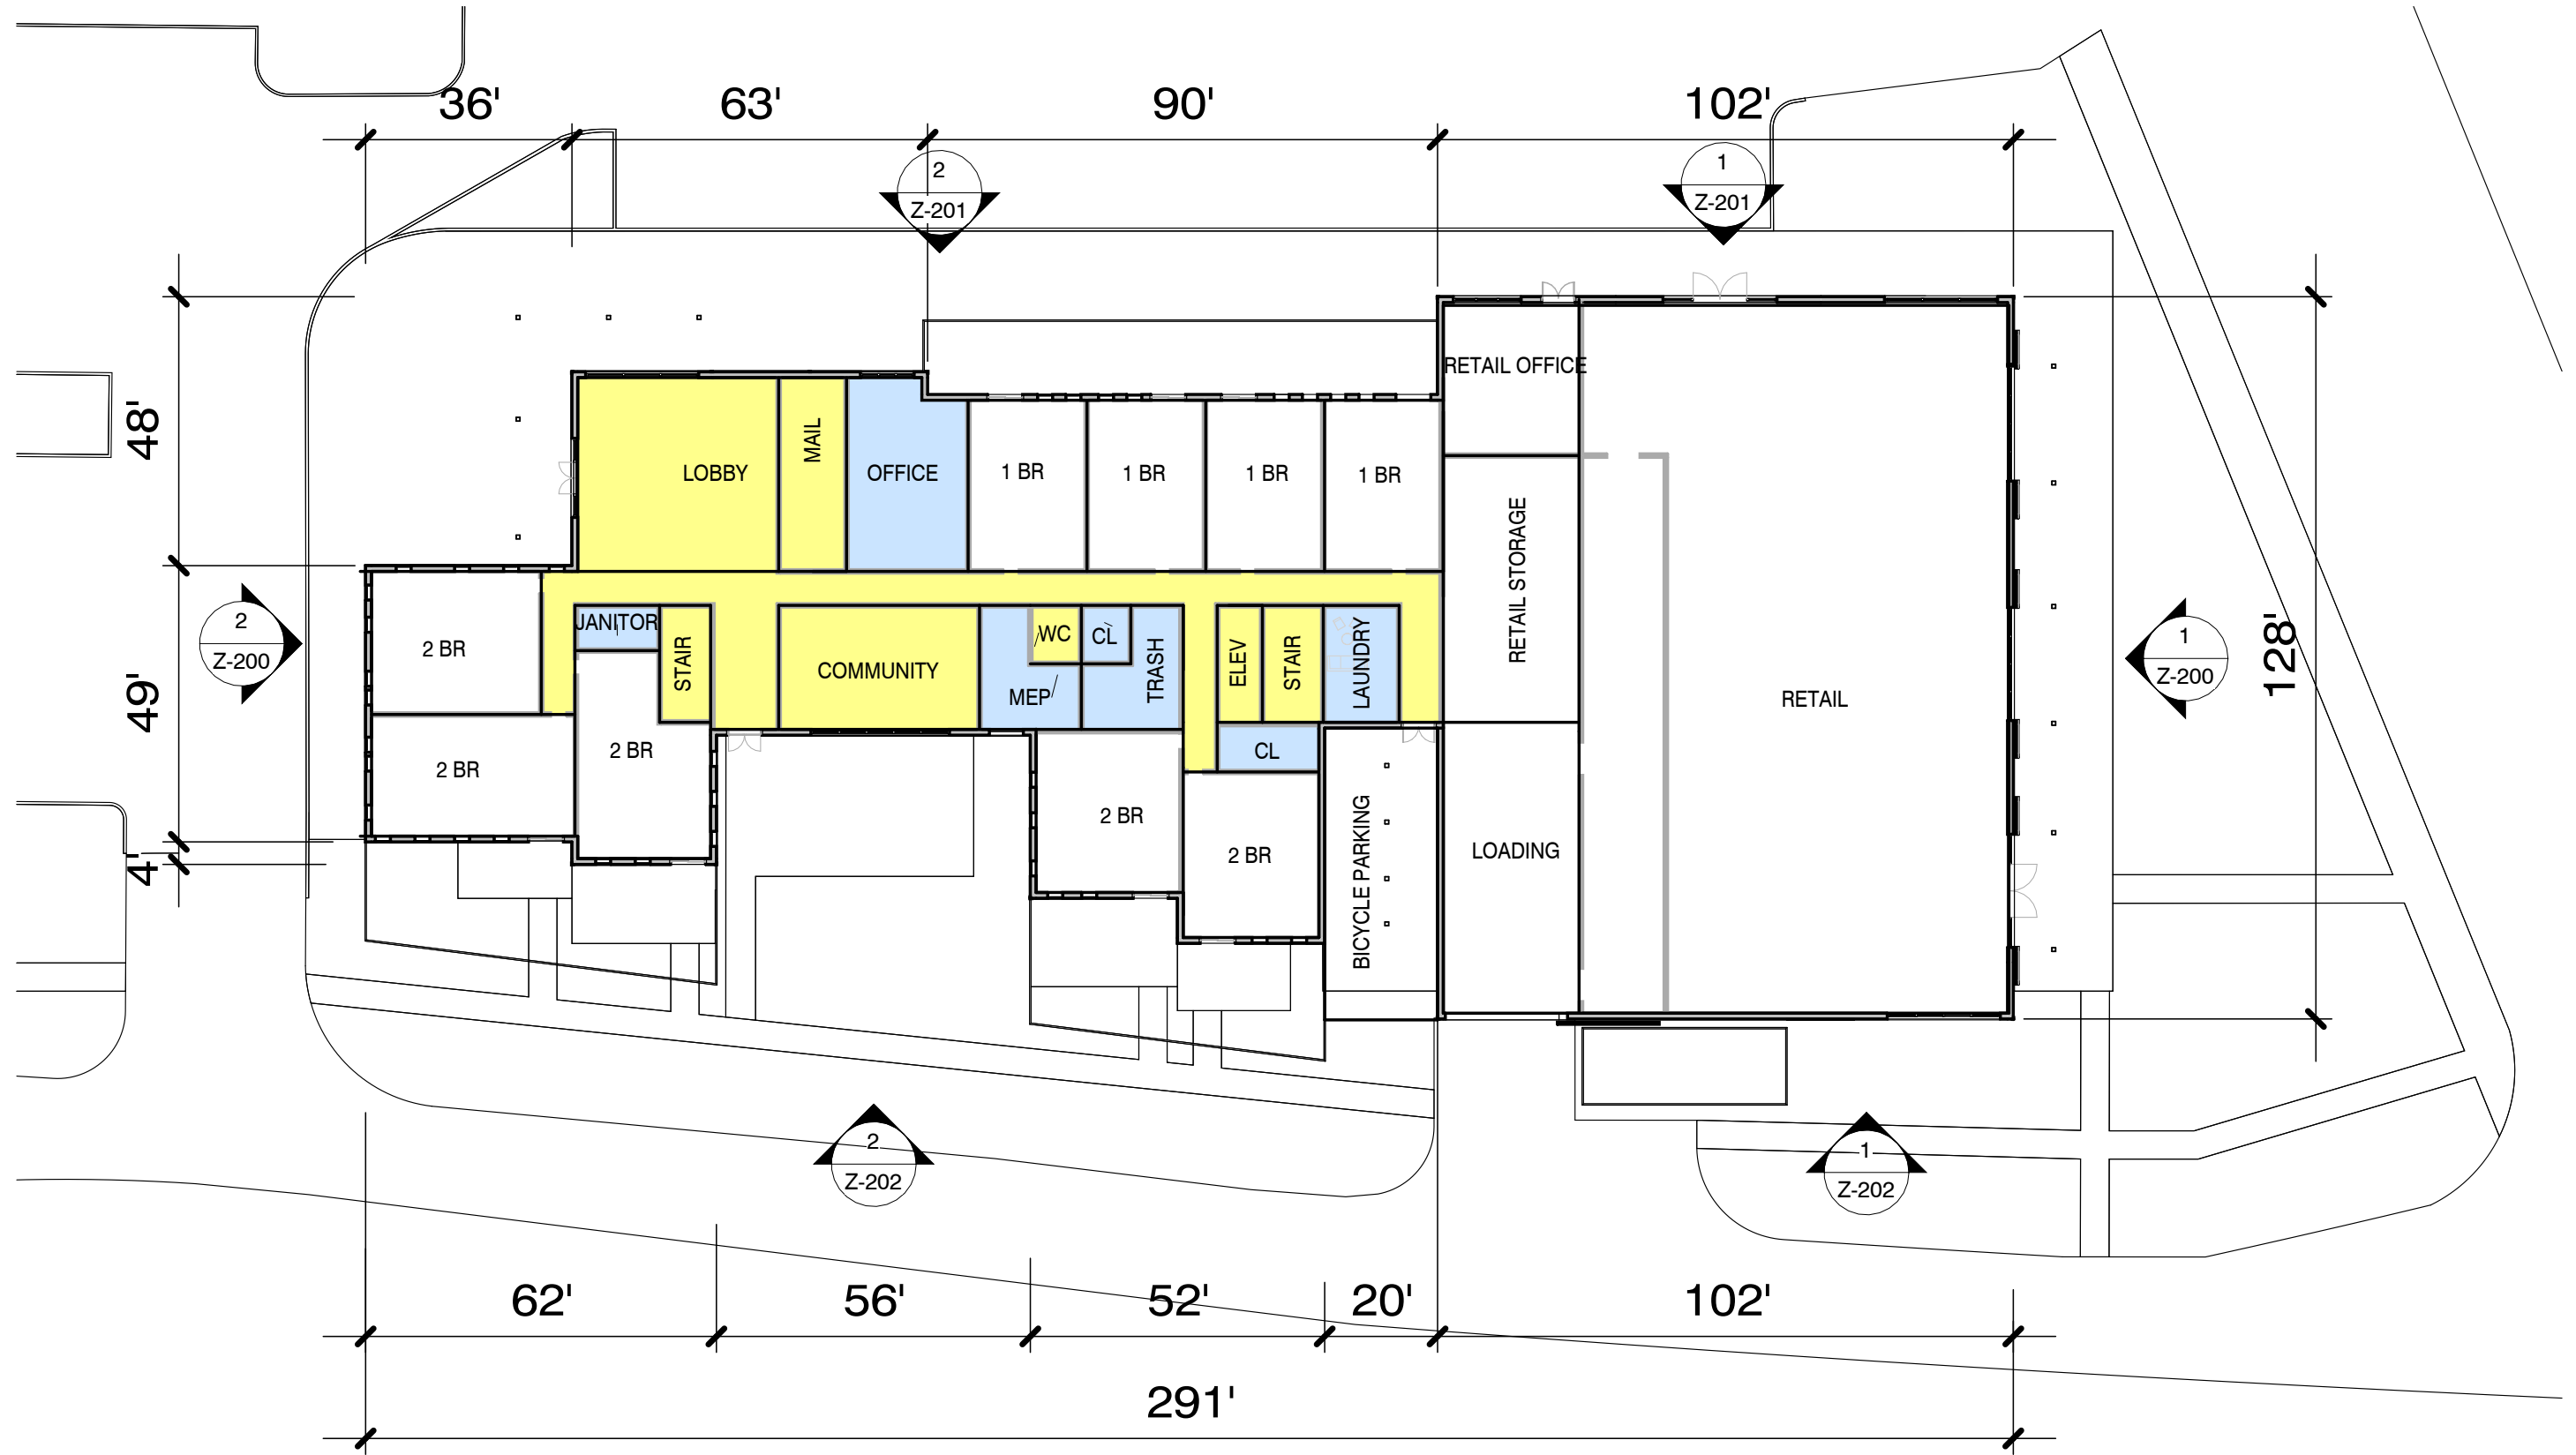 36'
63'
90'
102'
2
Z-201
1
Z-201
48'
49'
4'
128'
2
Z-200
1
Z-200
LOBBY
MAIL
OFFICE
1 BR
1 BR
1 BR
1 BR
RETAIL OFFICE
RETAIL STORAGE
RETAIL
LOADING
2 BR
JANITOR
STAIR
COMMUNITY
MEP
WC
CL
TRASH
ELEV
STAIR
LAUNDRY
CL
2 BR
2 BR
2 BR
2 BR
BICYCLE PARKING
2
Z-202
1
Z-202
62'
56'
52'
20'
102'
291'